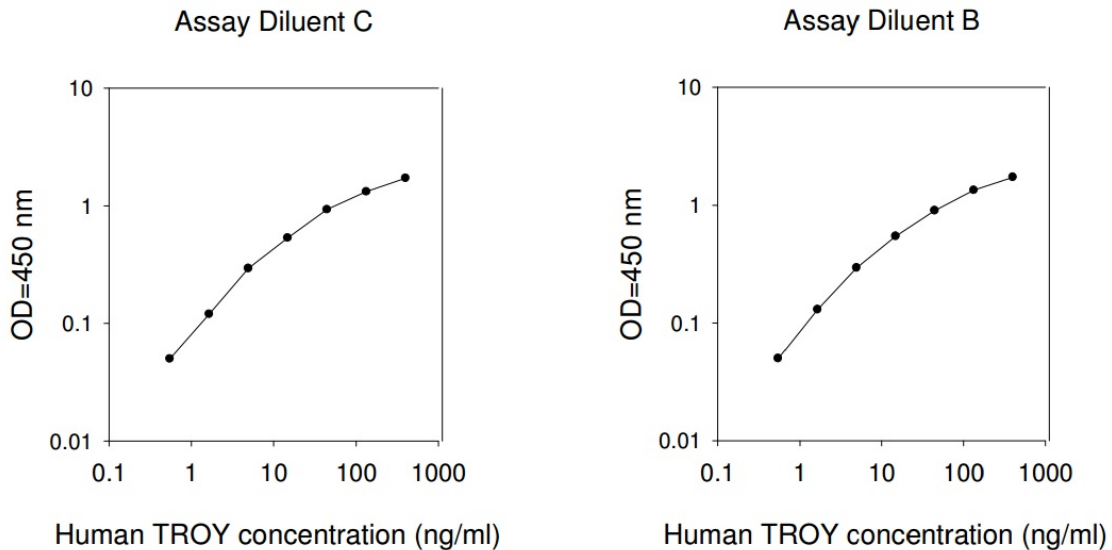 Assay Diluent C
10
1
0.1
0.01
0.1 1 10 100 1000
OD=450 nm
Human TROY concentration (ng/ml)
Assay Diluent B
10
1
0.1
0.01
0.1 1 10 100 1000
OD=450 nm
Human TROY concentration (ng/ml)